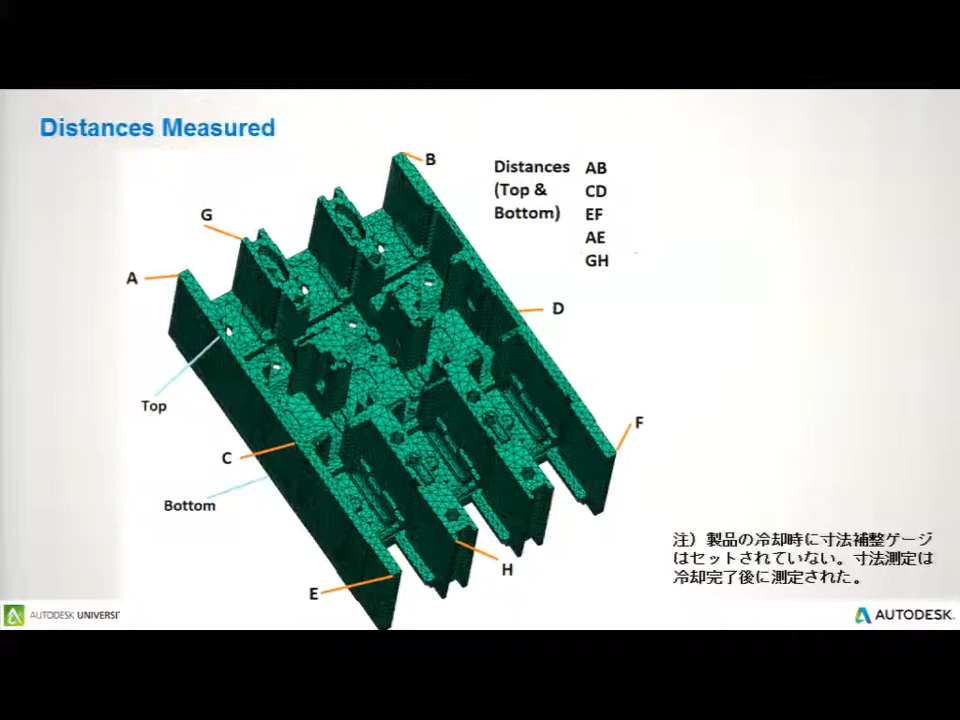 Distances Measured
B
Distances AB
(Top & CD
Bottom) EF
AE
GH
G
A
D
Top
F
C
Bottom
H
E
注）製品の冷却時に寸法補整ゲージ
はセットされていない。寸法測定は
冷却完了後に測定された。
AUTODESK UNIVERSI
AUTODESK.